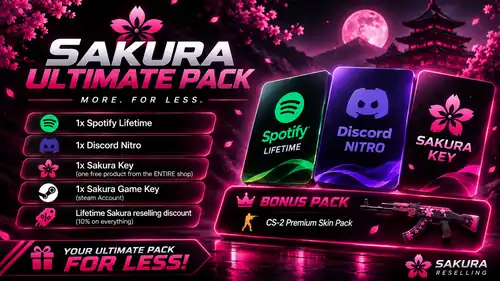 SAKURA
ULTIMATE PACK
MORE. FOR LESS.
1x Spotify Lifetime
1x Discord Nitro
1x Sakura Key
(one free product from the ENTIRE shop)
1x Sakura Game Key
(steam Account)
Lifetime Sakura reselling discount
(10% on everything)
YOUR ULTIMATE PACK
FOR LESS!
Spotify
LIFETIME
Discord
NITRO
SAKURA
KEY
BONUS PACK
CS-2 Premium Skin Pack
SAKURA
RESELLING